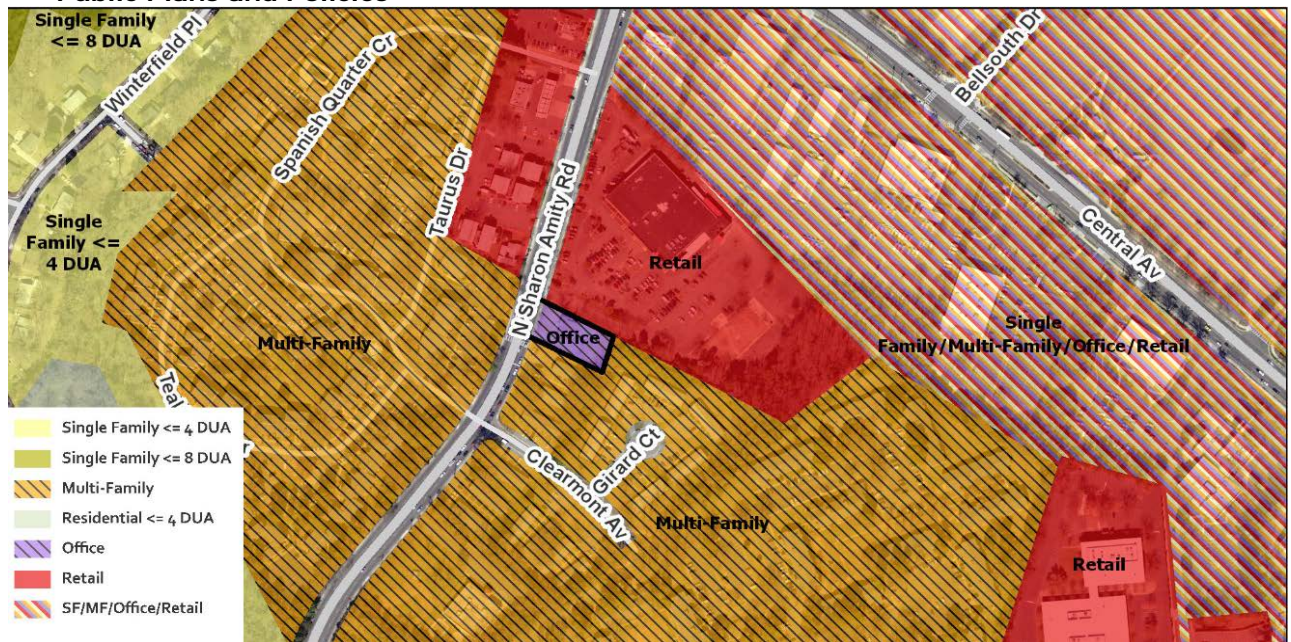 Public Plans and Policies
Single Family
<= 8 DUA
Winterfield Pl
Spanish Quarter Cr
Taurus Dr
N Sharon Amity Rd
Bellsouth Dr
Central Av
Single
Family <=
4 DUA
Retail
Office
Multi-Family
Single
Family/Multi-Family/Office/Retail
Clearmont Av
Girard Ct
Multi-Family
Retail
Single Family <= 4 DUA
Single Family <= 8 DUA
Multi-Family
Residential <= 4 DUA
Office
Retail
SF/MF/Office/Retail